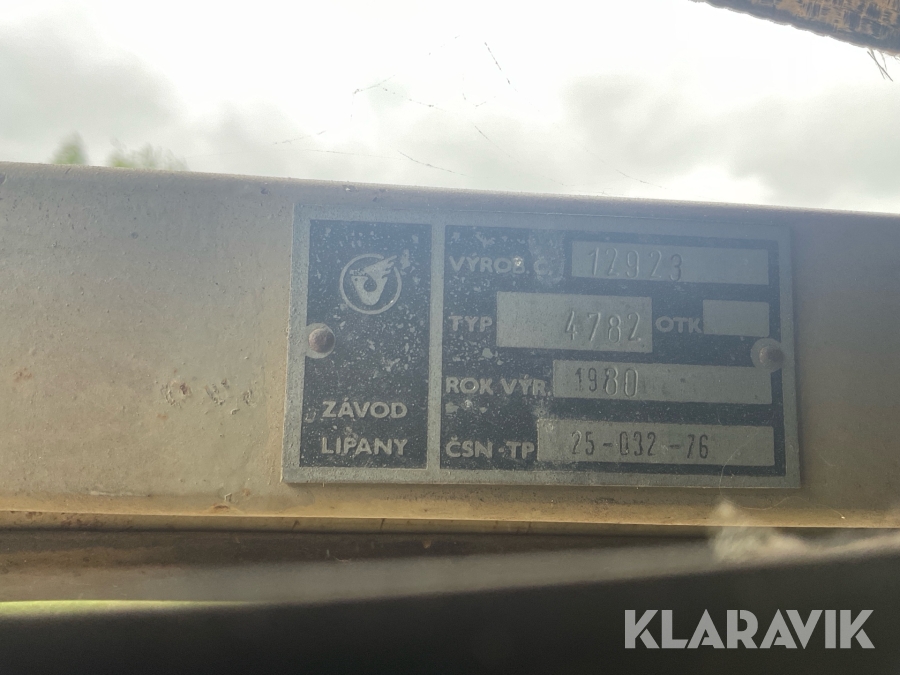 ZÁVOD
LIPANY
VÝROB.Č. 12923
TYP 4782 OTK
ROK VÝR. 1980
ČSN-TP 25-032-76
KLARAVIK